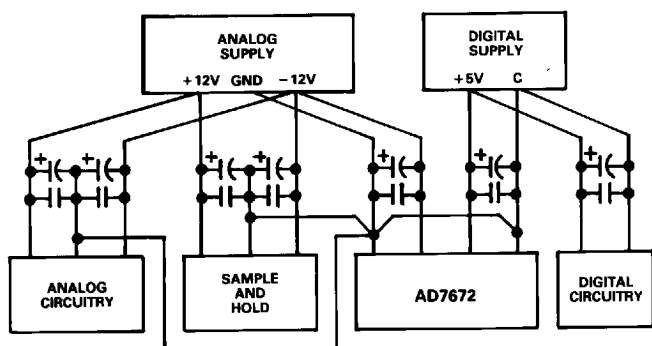 ANALOG
SUPPLY
+12V GND −12V
DIGITAL
SUPPLY
+5V C
+ + + + + + +
ANALOG
CIRCUITRY
SAMPLE
AND
HOLD
AD7672
DIGITAL
CIRCUITRY